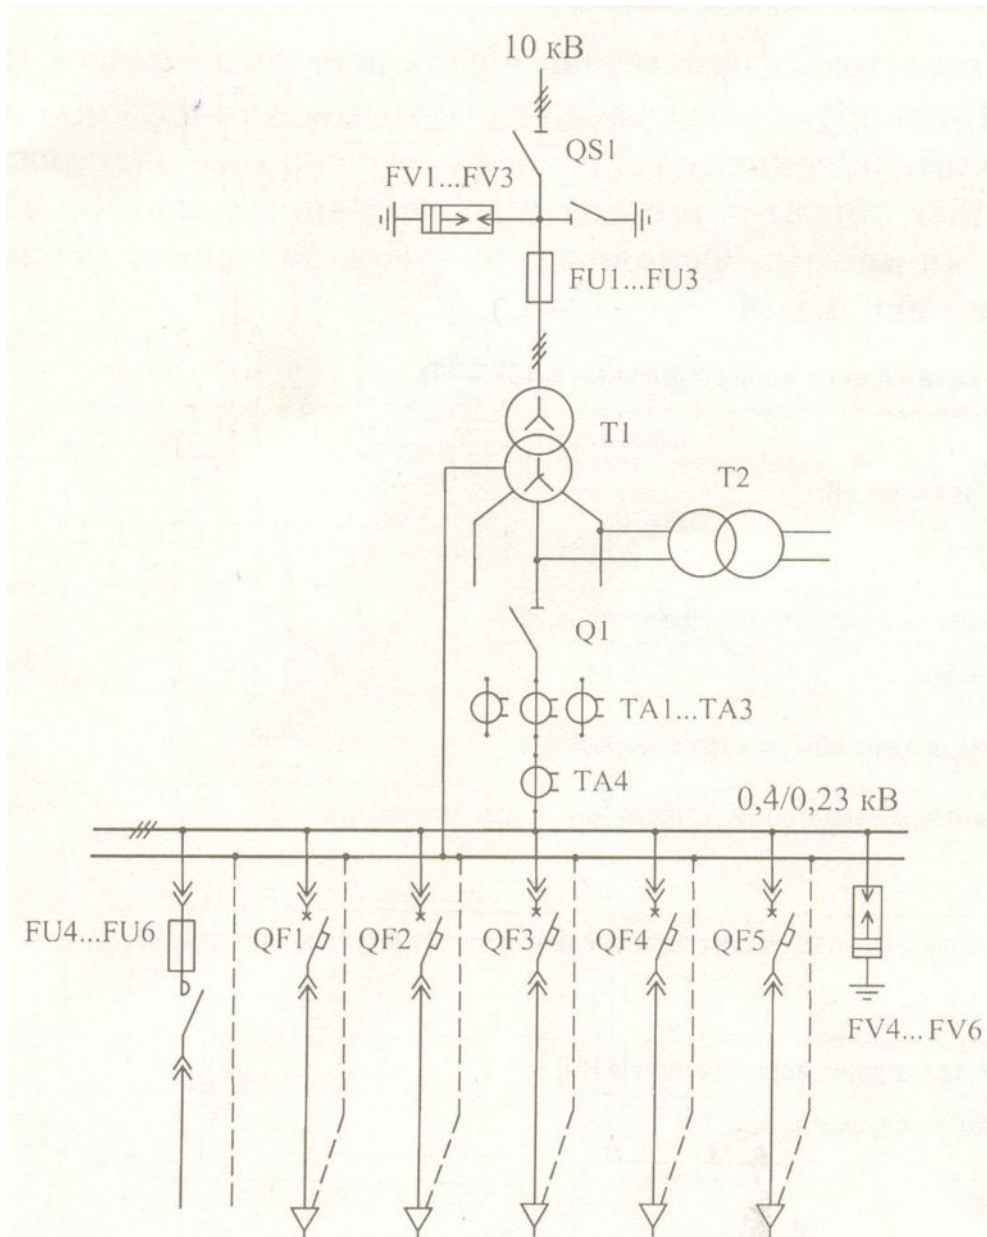 10 кВ
QS1
FV1...FV3
FU1...FU3
T1
T2
Q1
TA1...TA3
TA4
0,4/0,23 кВ
FU4...FU6
QF1
QF2
QF3
QF4
QF5
FV4...FV6